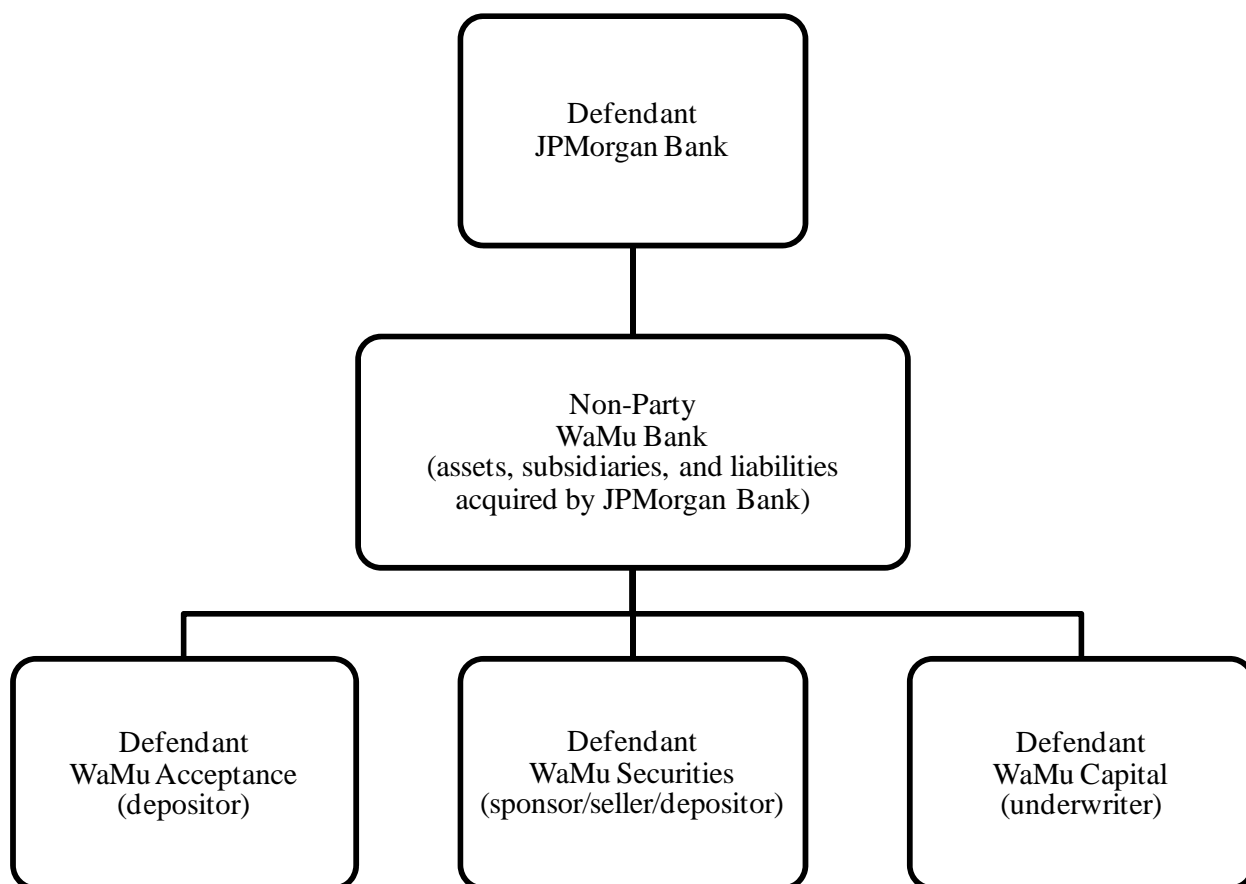 Defendant
JPMorgan Bank
Non-Party
WaMu Bank
(assets, subsidiaries, and liabilities
acquired by JPMorgan Bank)
Defendant
WaMu Acceptance
(depositor)
Defendant
WaMu Securities
(sponsor/seller/depositor)
Defendant
WaMu Capital
(underwriter)